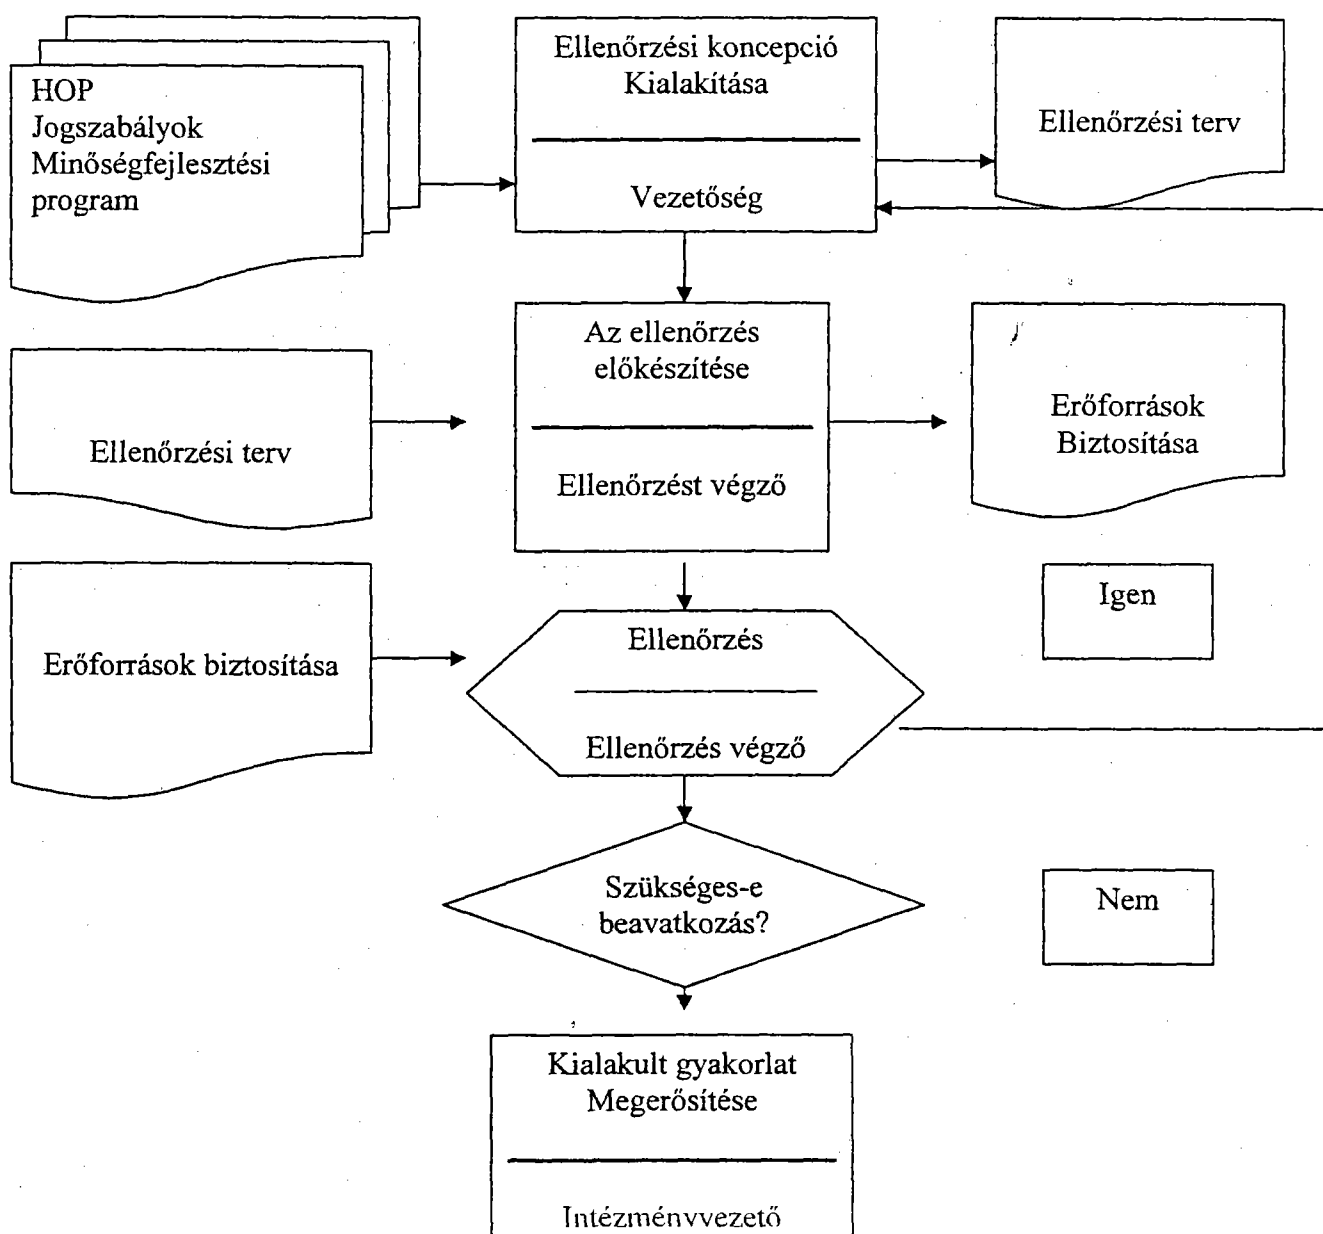 HOP
Jogszabályok
Minőségfejlesztési
program
Ellenőrzési koncepció
Kialakítása
Vezetőség
Ellenőrzési terv
Ellenőrzési terv
Az ellenőrzés
előkészítése
Ellenőrzést végző
Erőforrások
Biztosítása
Erőforrások biztosítása
Ellenőrzés
Ellenőrzés végző
Igen
Szükséges-e
beavatkozás?
Nem
Kialakult gyakorlat
Megerősítése
Intézményvezető